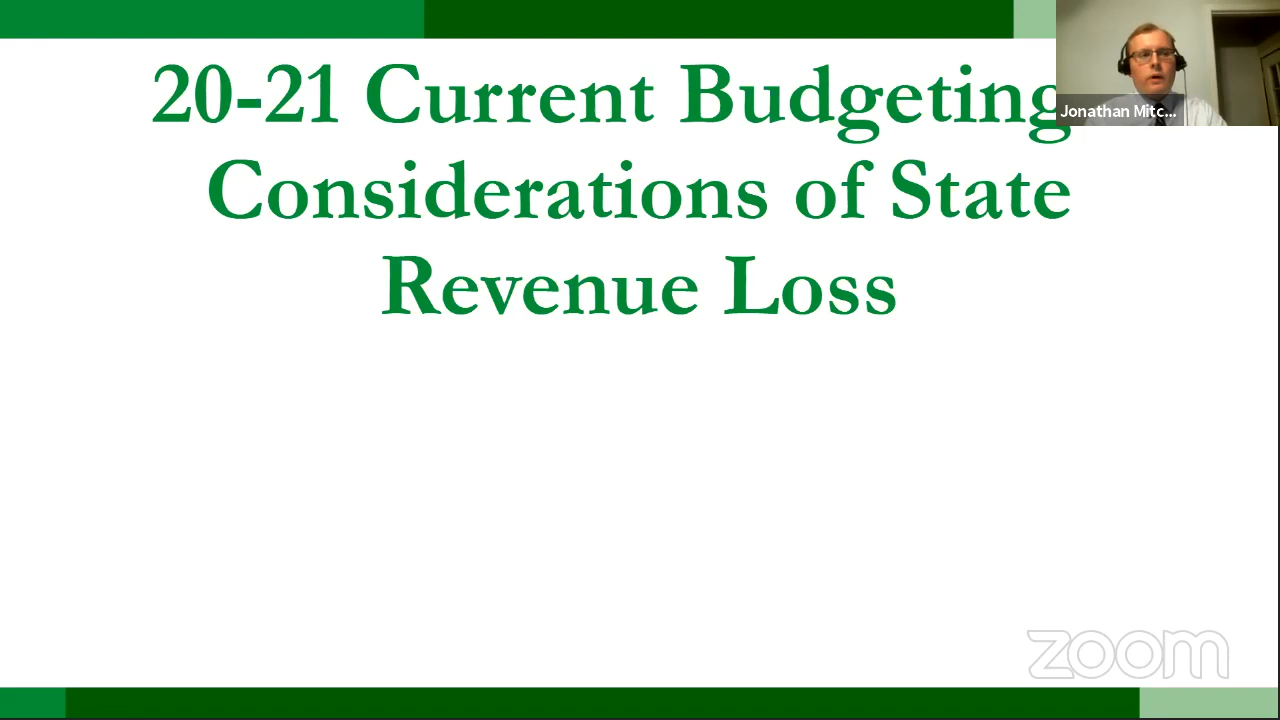 20-21 Current Budgeting
Considerations of State
Revenue Loss
Jonathan Mitc...
zoom